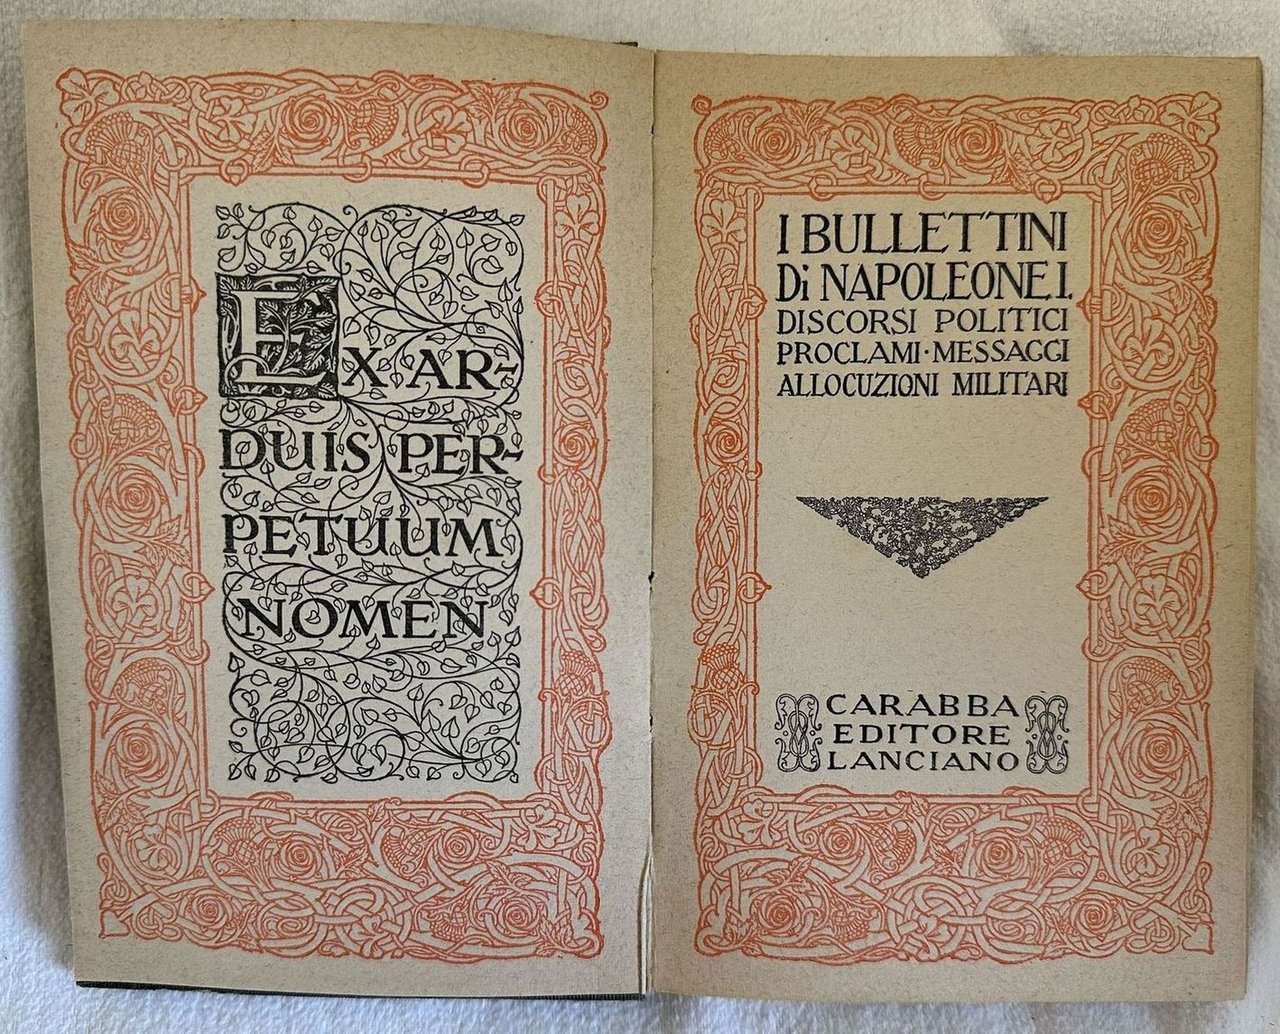 EX AR-
DUIS PER-
PETUUM
NOMEN
I BULLETTINI
Di NAPOLEONE I.
DISCORSI POLITICI
PROCLAMI · MESSAGGI
ALLOCUZIONI MILITARI
CARABBA
EDITORE
LANCIANO